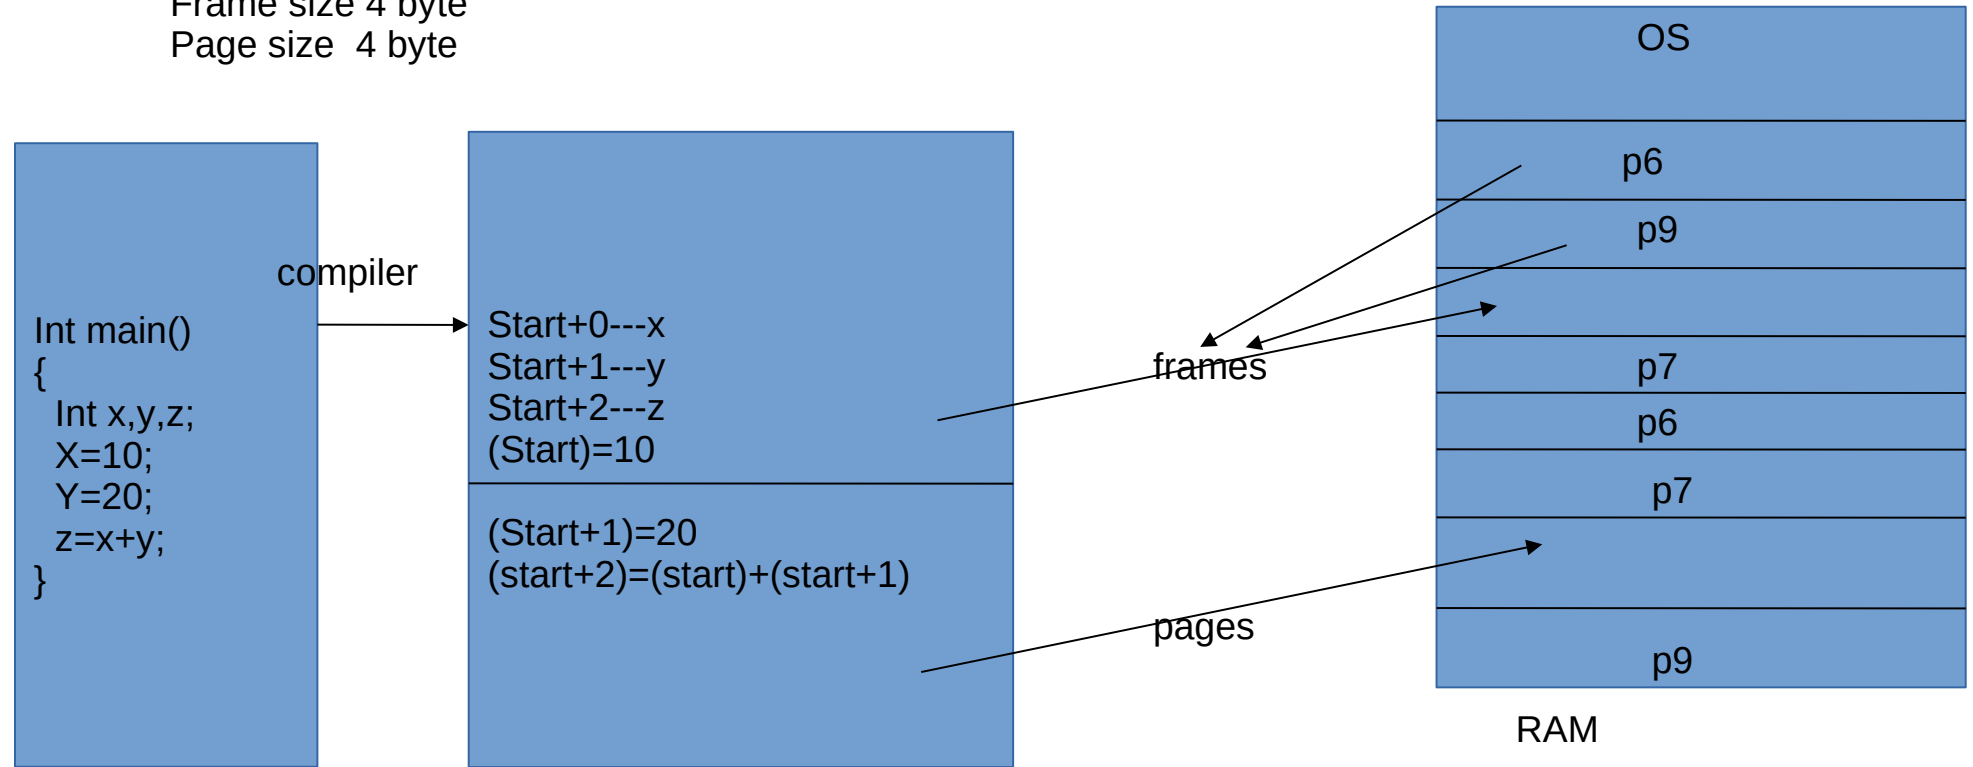 Frame size 4 byte
Page size  4 byte
compiler
Int main()
{
Int x,y,z;
X=10;
Y=20;
z=x+y;
}
Start+0---x
Start+1---y
Start+2---z
(Start)=10
(Start+1)=20
(start+2)=(start)+(start+1)
frames
pages
OS
p6
p9
p7
p6
p7
p9
RAM